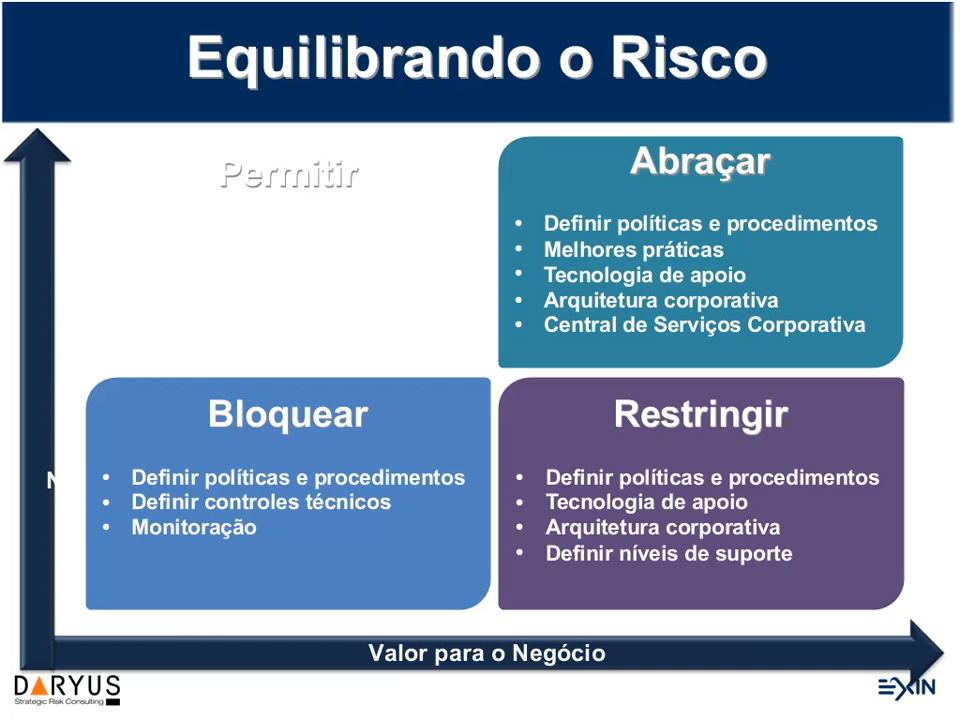 Equilibrando o Risco
Permitir
Abraçar
• Definir políticas e procedimentos
• Melhores práticas
• Tecnologia de apoio
• Arquitetura corporativa
• Central de Serviços Corporativa
Bloquear
• Definir políticas e procedimentos
• Definir controles técnicos
• Monitoração
Restringir
• Definir políticas e procedimentos
• Tecnologia de apoio
• Arquitetura corporativa
• Definir níveis de suporte
Valor para o Negócio
DARYUS
Strategic Risk Consulting
EXIN